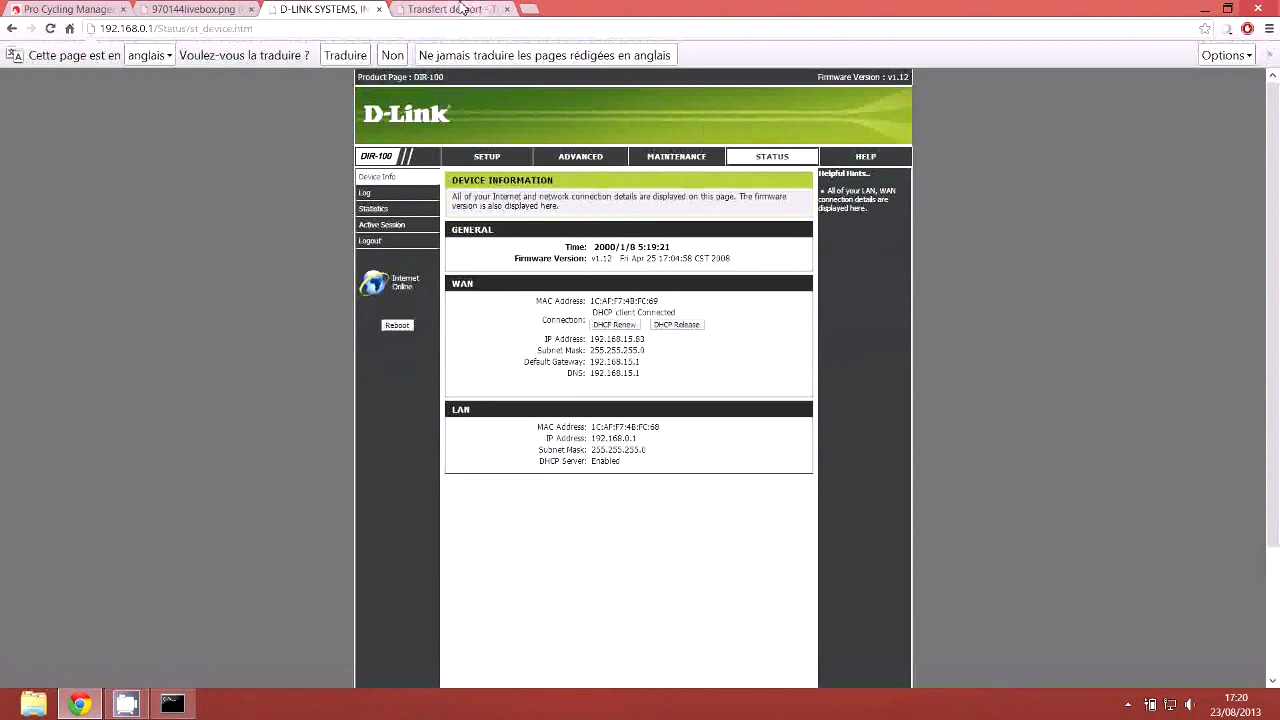 Pro Cycling Manager
970144livebox.png
D-LINK SYSTEMS, IN
Transfert de port - T
192.168.0.1/Status/st_device.htm
Cette page est en anglais Voulez-vous la traduire ? Traduire Non Ne jamais traduire les pages rédigées en anglais Options
Product Page : DIR-100 Firmware Version : v1.12
D-Link
DIR-100 SETUP ADVANCED MAINTENANCE STATUS HELP
Device Info
Log
Statistics
Active Session
Logout
Internet
Online
Reboot
DEVICE INFORMATION
All of your Internet and network connection details are displayed on this page. The firmware
version is also displayed here.
GENERAL
Time: 2000/1/8 5:19:21
Firmware Version: v1.12 Fri Apr 25 17:04:58 CST 2008
WAN
MAC Address: 1C:AF:F7:4B:FC:69
DHCP client Connected
Connection: DHCP Renew DHCP Release
IP Address: 192.168.15.83
Subnet Mask: 255.255.255.0
Default Gateway: 192.168.15.1
DNS: 192.168.15.1
LAN
MAC Address: 1C:AF:F7:4B:FC:68
IP Address: 192.168.0.1
Subnet Mask: 255.255.255.0
DHCP Server: Enabled
Helpful Hints..
All of your LAN, WAN
connection details are
displayed here.
17:20
23/08/2013